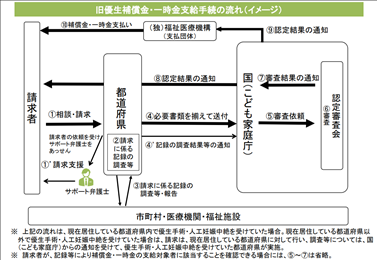 旧優生補償金・一時金支給手続の流れ(イメージ)
⑩補償金・一時金支払い
(独)福祉医療機構
(支払団体)
⑨認定結果の通知
⑧認定結果の通知
⑦審査結果の通知
請求者
都道府県
国(こども家庭庁)
認定審査会
⑥審査
①相談・請求
④必要書類を揃えて送付
⑤審査依頼
請求者の依頼を受け
サポート弁護士を
あっせん
②請求
に係る
記録の
調査等
④’記録の調査結果等の通知
①’請求支援
サポート弁護士
③請求に係る記録の
調査等・報告
市町村・医療機関・福祉施設
※ 上記の流れは、現在居住している都道府県内で優生手術・人工妊娠中絶を受けていた場合。現在居住している都道府県以
外で優生手術・人工妊娠中絶を受けていた場合は、請求は、現在居住している都道府県に対して行い、調査等については、国
(こども家庭庁)からの通知を受けて、優生手術・人工妊娠中絶を受けていた都道府県が実施。
※ 請求者が、記録等により補償金・一時金の支給対象者に該当することを確認できる場合には、⑤~⑦は省略。